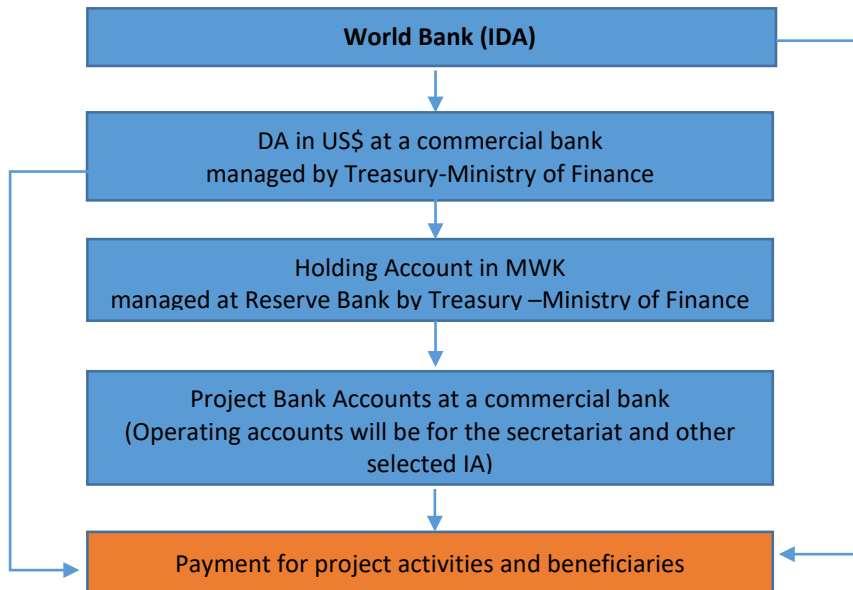 World Bank (IDA)
DA in US$ at a commercial bank
managed by Treasury-Ministry of Finance
Holding Account in MWK
managed at Reserve Bank by Treasury –Ministry of Finance
Project Bank Accounts at a commercial bank
(Operating accounts will be for the secretariat and other
selected IA)
Payment for project activities and beneficiaries